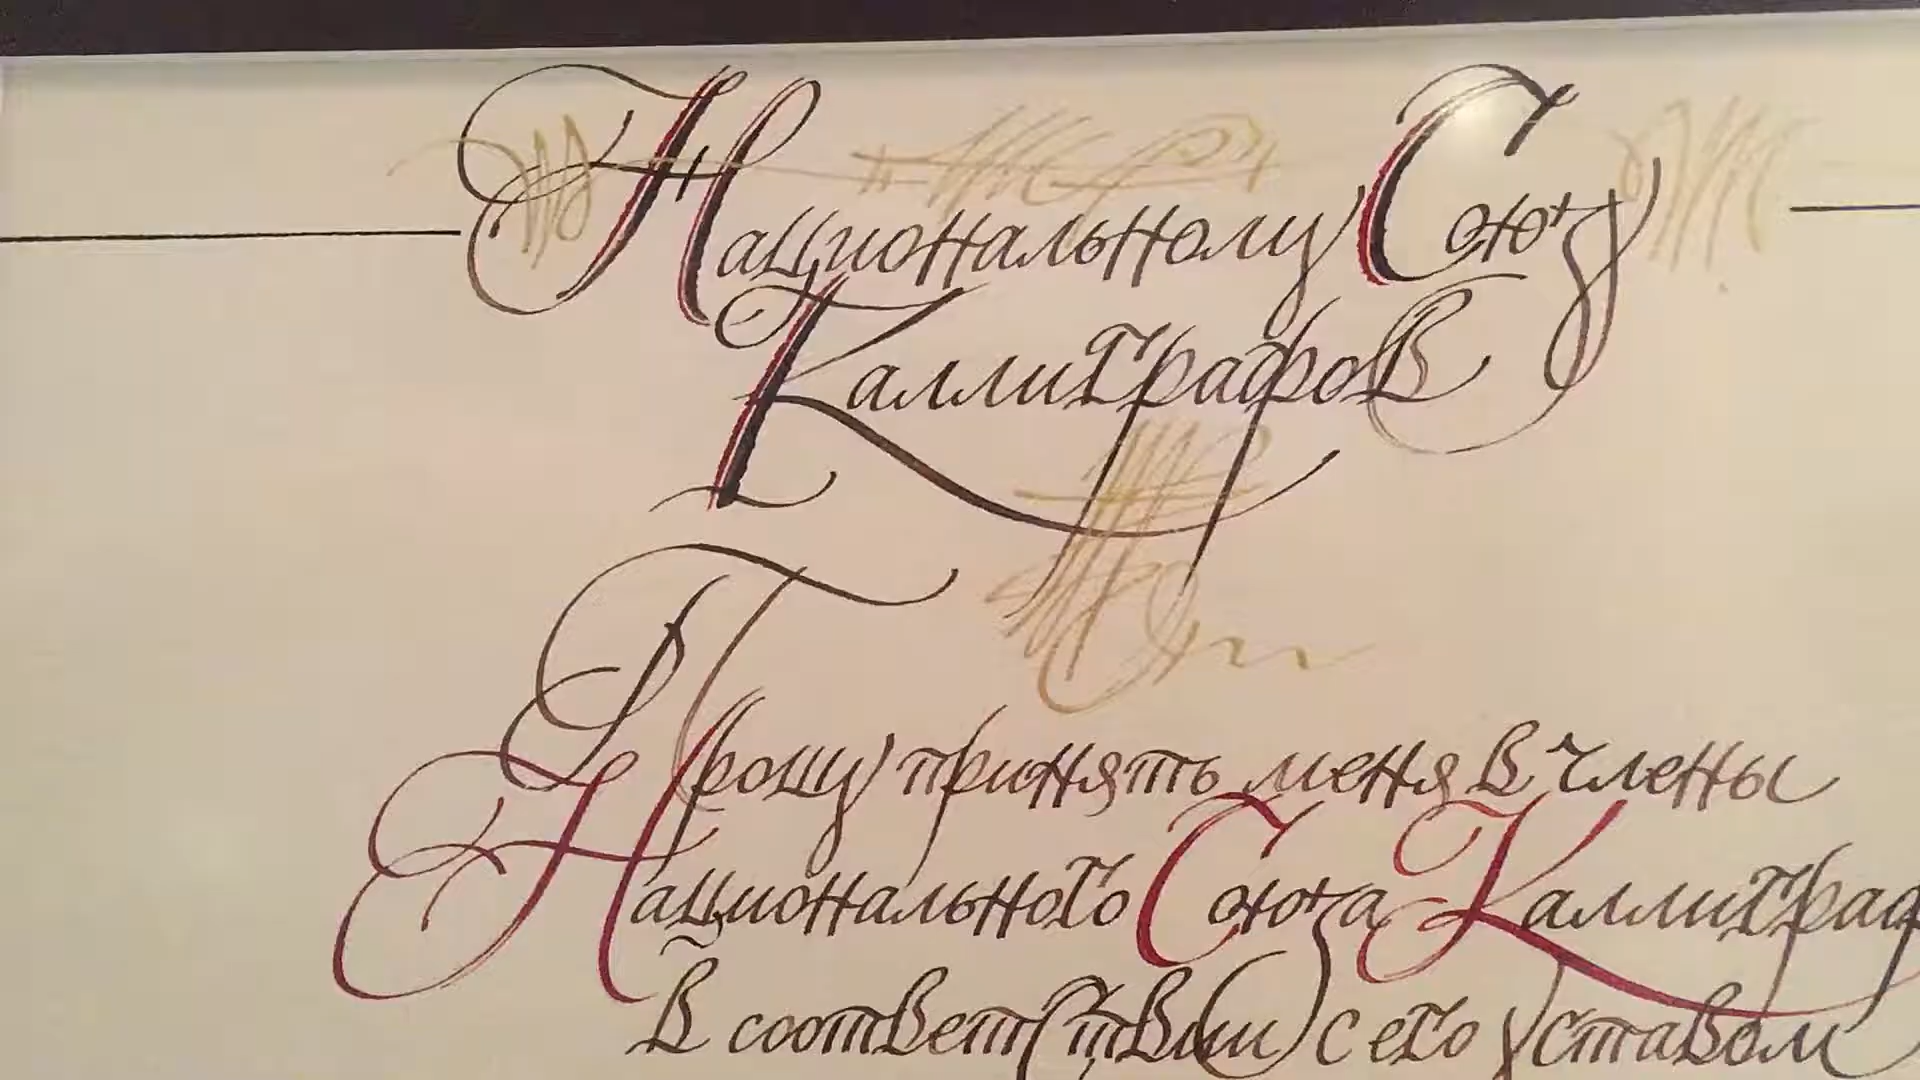 Национальному Союзу
Каллиграфов
Прошу принять меня в члены
Национального Союза Каллиграф
в соответствии с его уставом